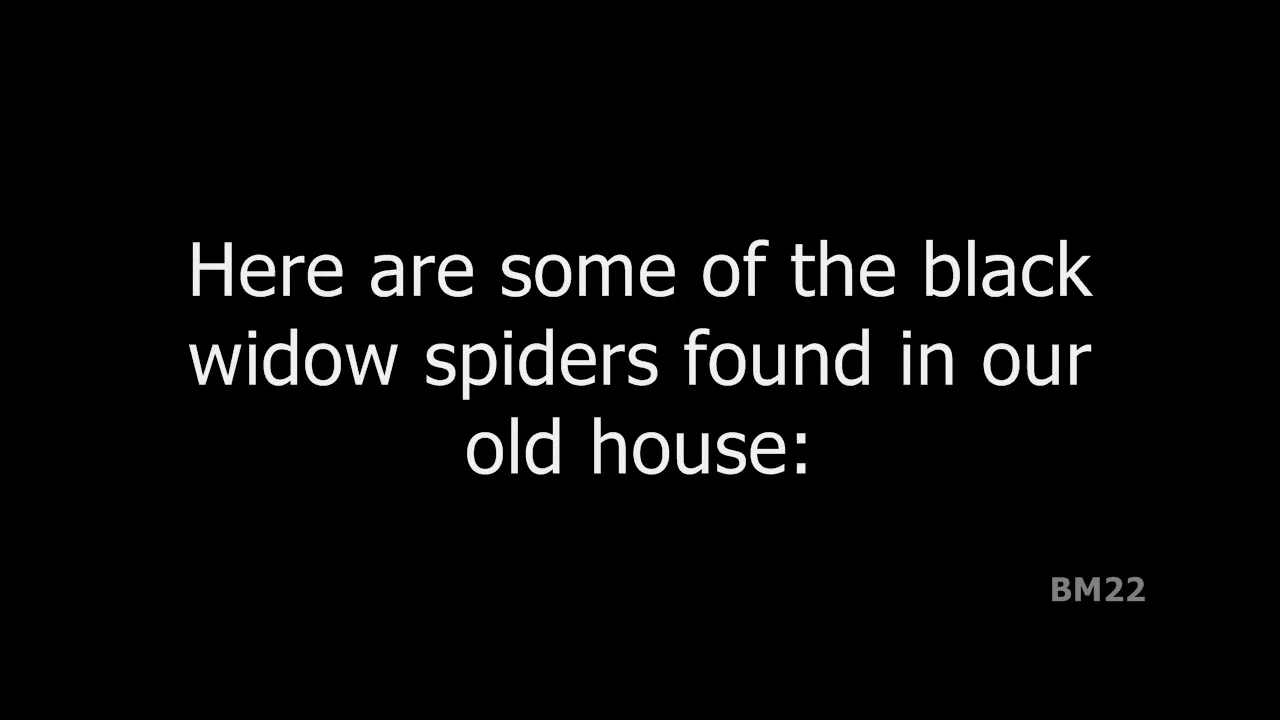 Here are some of the black
widow spiders found in our
old house:
BM22